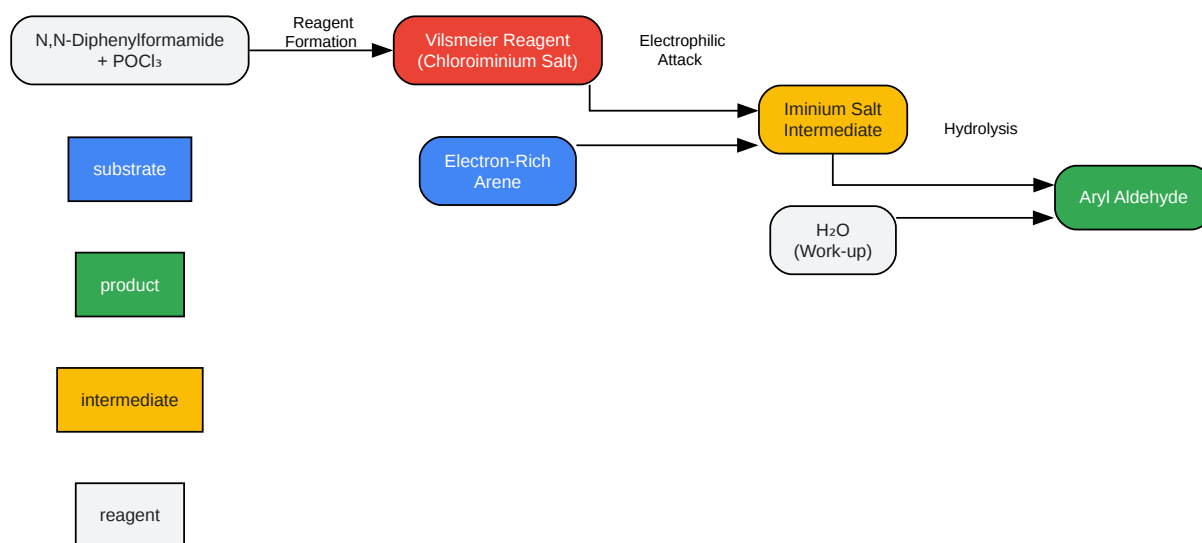 N,N-Diphenylformamide
+ POCl₃
Reagent
Formation
Vilsmeier Reagent
(Chloroiminium Salt)
Electrophilic
Attack
Iminium Salt
Intermediate
Hydrolysis
Electron-Rich
Arene
Aryl Aldehyde
H₂O
(Work-up)
substrate
product
intermediate
reagent